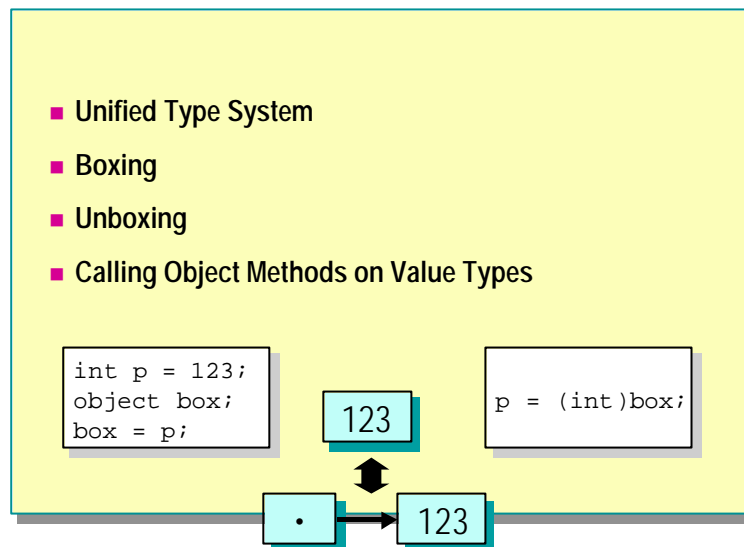 Unified Type System
Boxing
Unboxing
Calling Object Methods on Value Types
int p = 123;
object box;
box = p;
123
p = (int)box;
123